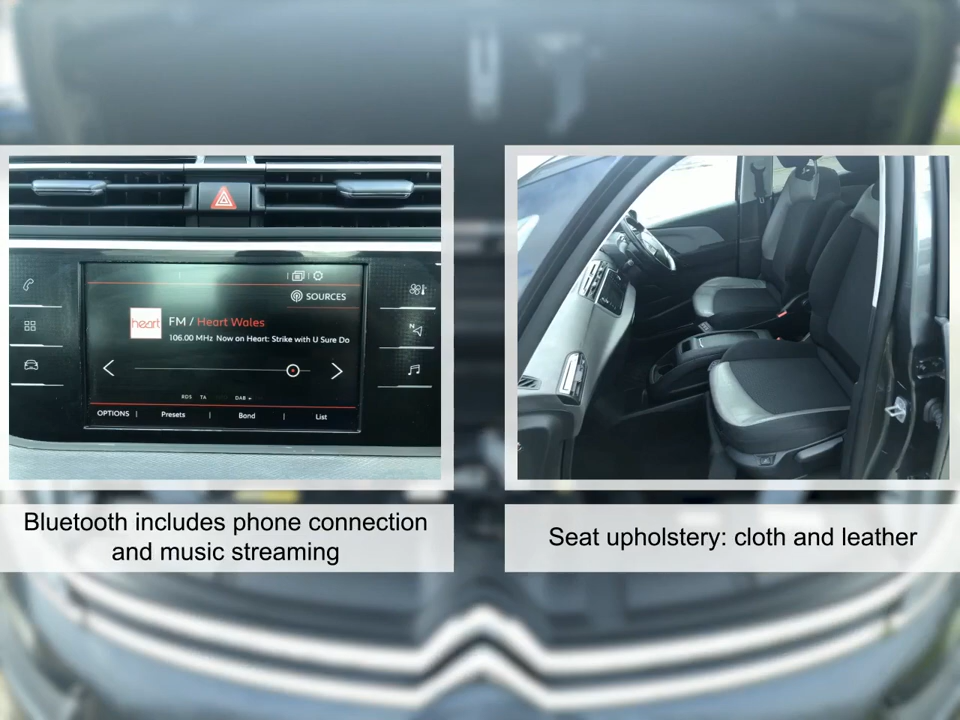 SOURCES
heart
FM / Heart Wales
106.00 MHz Now on Heart: Strike with U Sure Do
N
RDS TA DAB
OPTIONS | Presets | Band | List
Bluetooth includes phone connection
and music streaming
Seat upholstery: cloth and leather